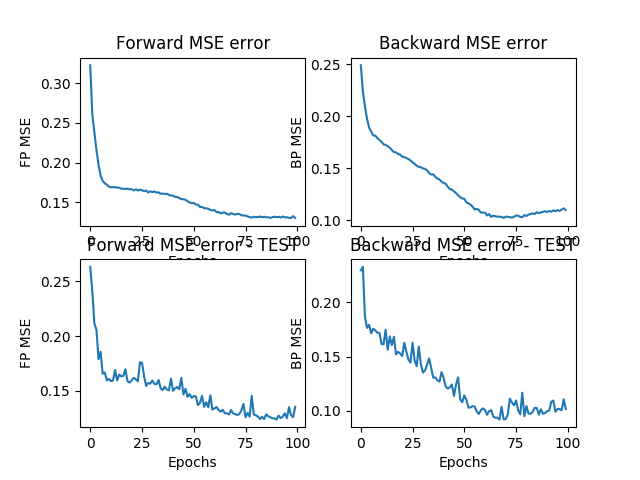 Forward MSE error
Backward MSE error
FP MSE
0.30
0.25
0.20
0.15
BP MSE
0.25
0.20
0.15
0.10
0 25 50 75 100
0 25 50 75 100
Epochs
Epochs
Forward MSE error - TEST
Backward MSE error - TEST
FP MSE
0.25
0.20
0.15
BP MSE
0.20
0.15
0.10
0 25 50 75 100
0 25 50 75 100
Epochs
Epochs